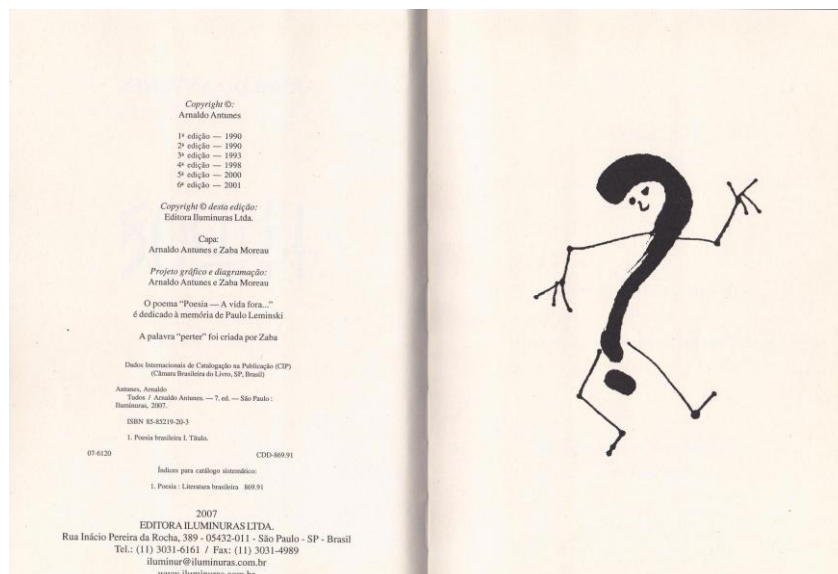 Copyright ©:
Arnaldo Antunes
1ª edição — 1990
2ª edição — 1990
3ª edição — 1993
4ª edição — 1998
5ª edição — 2000
6ª edição — 2001
Copyright © desta edição:
Editora Iluminuras Ltda.
Capa:
Arnaldo Antunes e Zaba Moreau
Projeto gráfico e diagramação:
Arnaldo Antunes e Zaba Moreau
O poema "Poesia — A vida fora..."
é dedicado à memória de Paulo Leminski
A palavra "perter" foi criada por Zaba
Dados Internacionais de Catalogação na Publicação (CIP)
(Câmara Brasileira do Livro, SP, Brasil)
Antunes, Arnaldo
Tudos / Arnaldo Antunes. — 7. ed. — São Paulo :
Iluminuras, 2007.
ISBN 85-85219-20-3
1. Poesia brasileira I. Título.
07-6120 CDD-869.91
Índices para catálogo sistemático:
1. Poesia : Literatura brasileira 869.91
2007
EDITORA ILUMINURAS LTDA.
Rua Inácio Pereira da Rocha, 389 - 05432-011 - São Paulo - SP - Brasil
Tel.: (11) 3031-6161 / Fax: (11) 3031-4989
iluminur@iluminuras.com.br
www.iluminuras.com.br